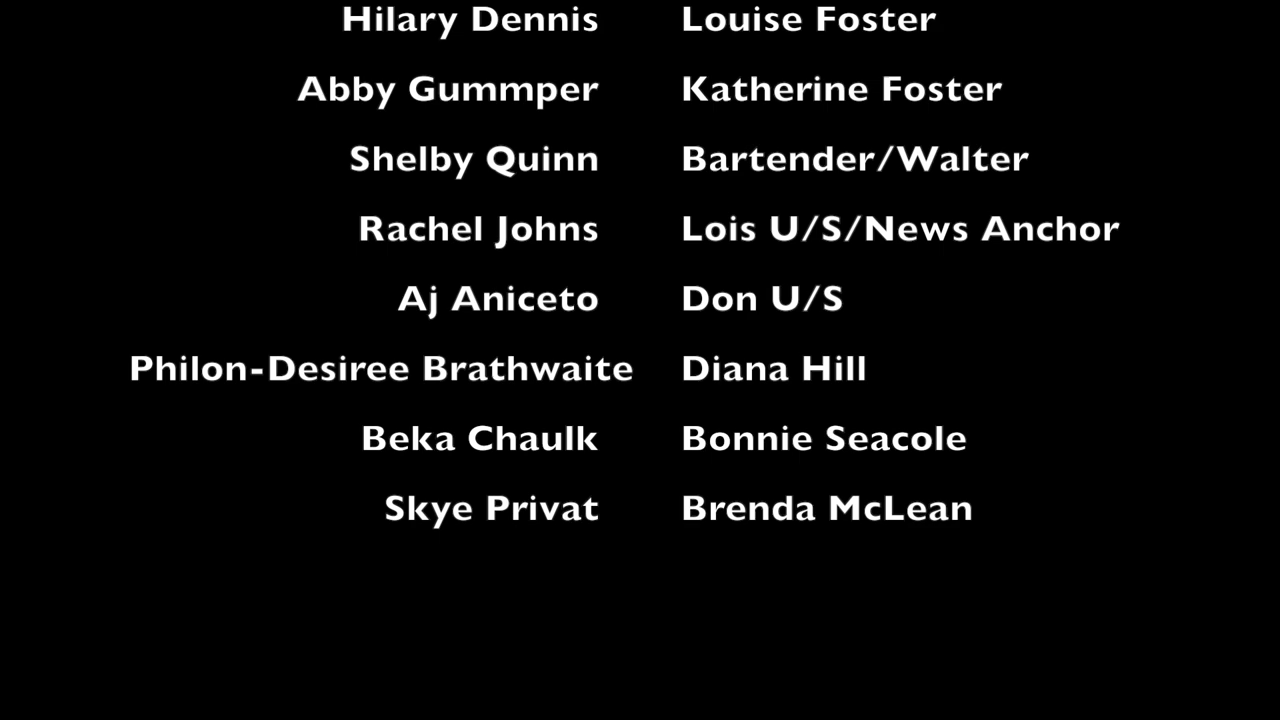 Hilary Dennis Louise Foster
Abby Gummper Katherine Foster
Shelby Quinn Bartender/Walter
Rachel Johns Lois U/S/News Anchor
Aj Aniceto Don U/S
Philon-Desiree Brathwaite Diana Hill
Beka Chaulk Bonnie Seacole
Skye Privat Brenda McLean